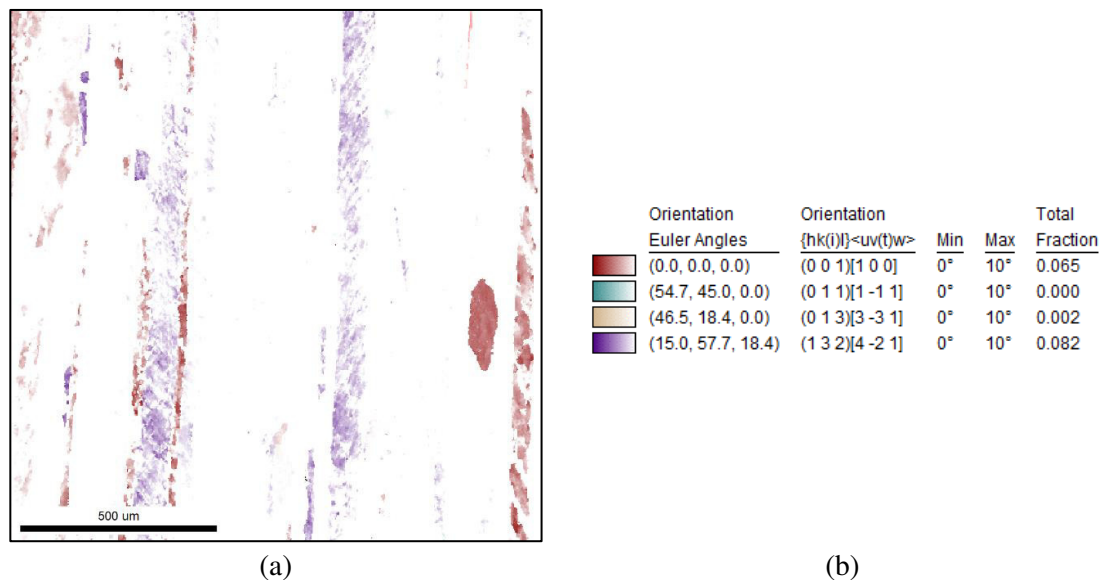 500 um
(a)
Orientation Orientation Total
Euler Angles {hk(i)l}<uv(t)w> Min Max Fraction
(0.0, 0.0, 0.0) (0 0 1)[1 0 0] 0° 10° 0.065
(54.7, 45.0, 0.0) (0 1 1)[1 -1 1] 0° 10° 0.000
(46.5, 18.4, 0.0) (0 1 3)[3 -3 1] 0° 10° 0.002
(15.0, 57.7, 18.4) (1 3 2)[4 -2 1] 0° 10° 0.082
(b)